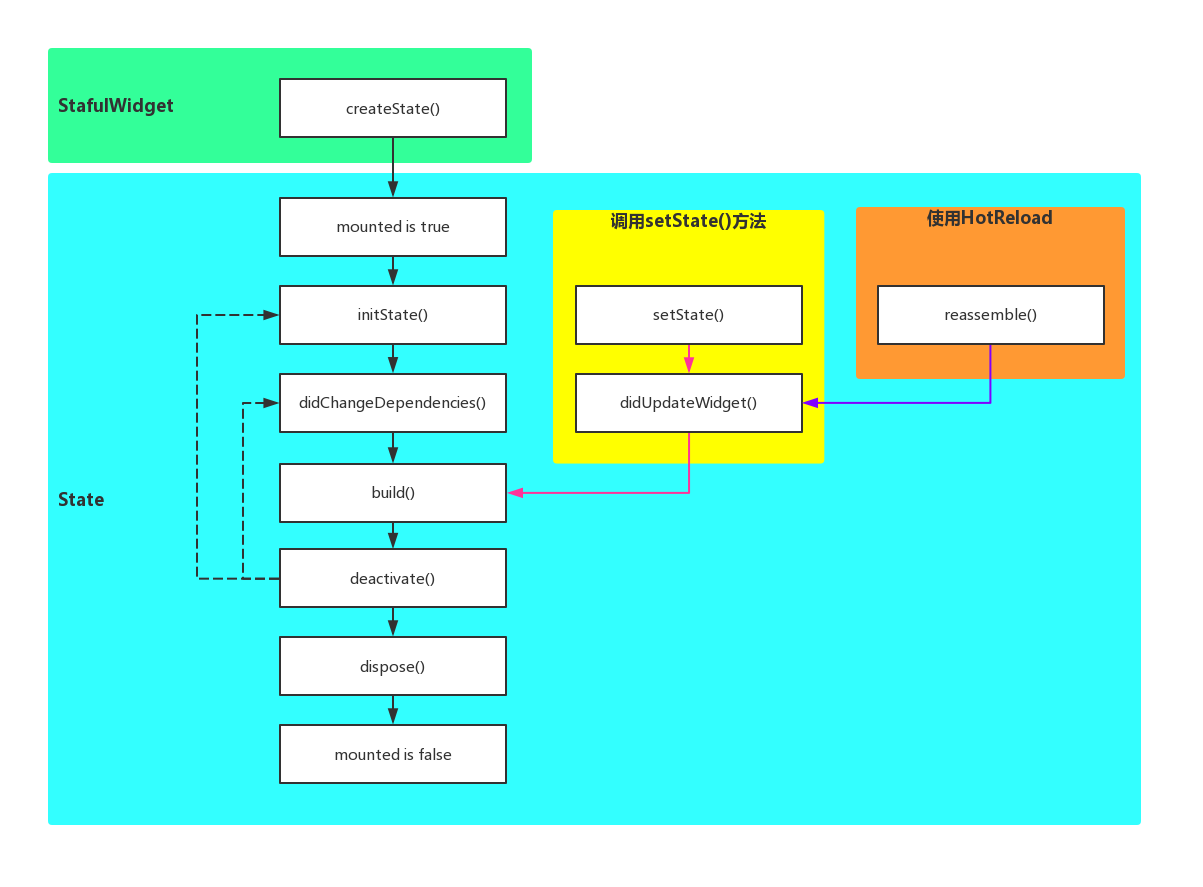 StafulWidget
createState()
mounted is true
调用setState()方法
使用HotReload
initState()
setState()
reassemble()
didChangeDependencies()
didUpdateWidget()
State
build()
deactivate()
dispose()
mounted is false